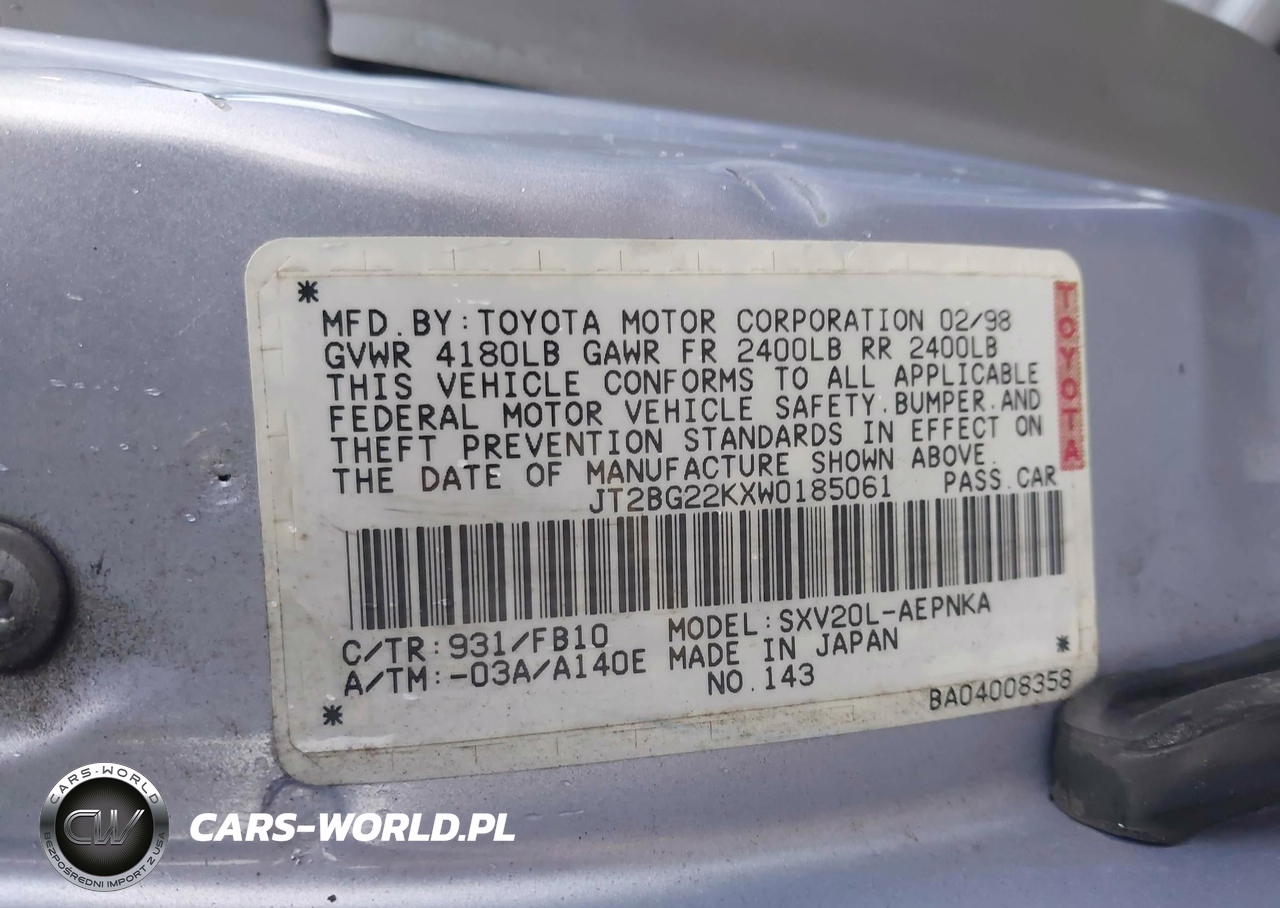 *
MFD.BY:TOYOTA MOTOR CORPORATION 02/98
GVWR 4180LB GAWR FR 2400LB RR 2400LB
THIS VEHICLE CONFORMS TO ALL APPLICABLE
FEDERAL MOTOR VEHICLE SAFETY.BUMPER.AND
THEFT PREVENTION STANDARDS IN EFFECT ON
THE DATE OF MANUFACTURE SHOWN ABOVE.
JT2BG22KXW0185061 PASS.CAR
TOYOTA
C/TR:931/FB10 MODEL:SXV20L-AEPNKA
A/TM:-03A/A140E MADE IN JAPAN *
* NO.143 BA04008358
CARS-WORLD
CW
BEZPOŚREDNI IMPORT Z USA
CARS-WORLD.PL